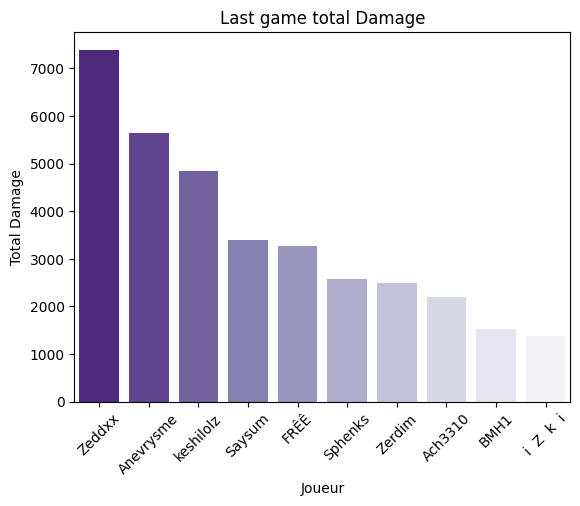 Last game total Damage
Total Damage
7000
6000
5000
4000
3000
2000
1000
0
Zeddxx
Anevrysme
keshilolz
Saysum
FRÊÊ
Sphenks
Zerdim
Ach3310
BMH1
i Z k i
Joueur